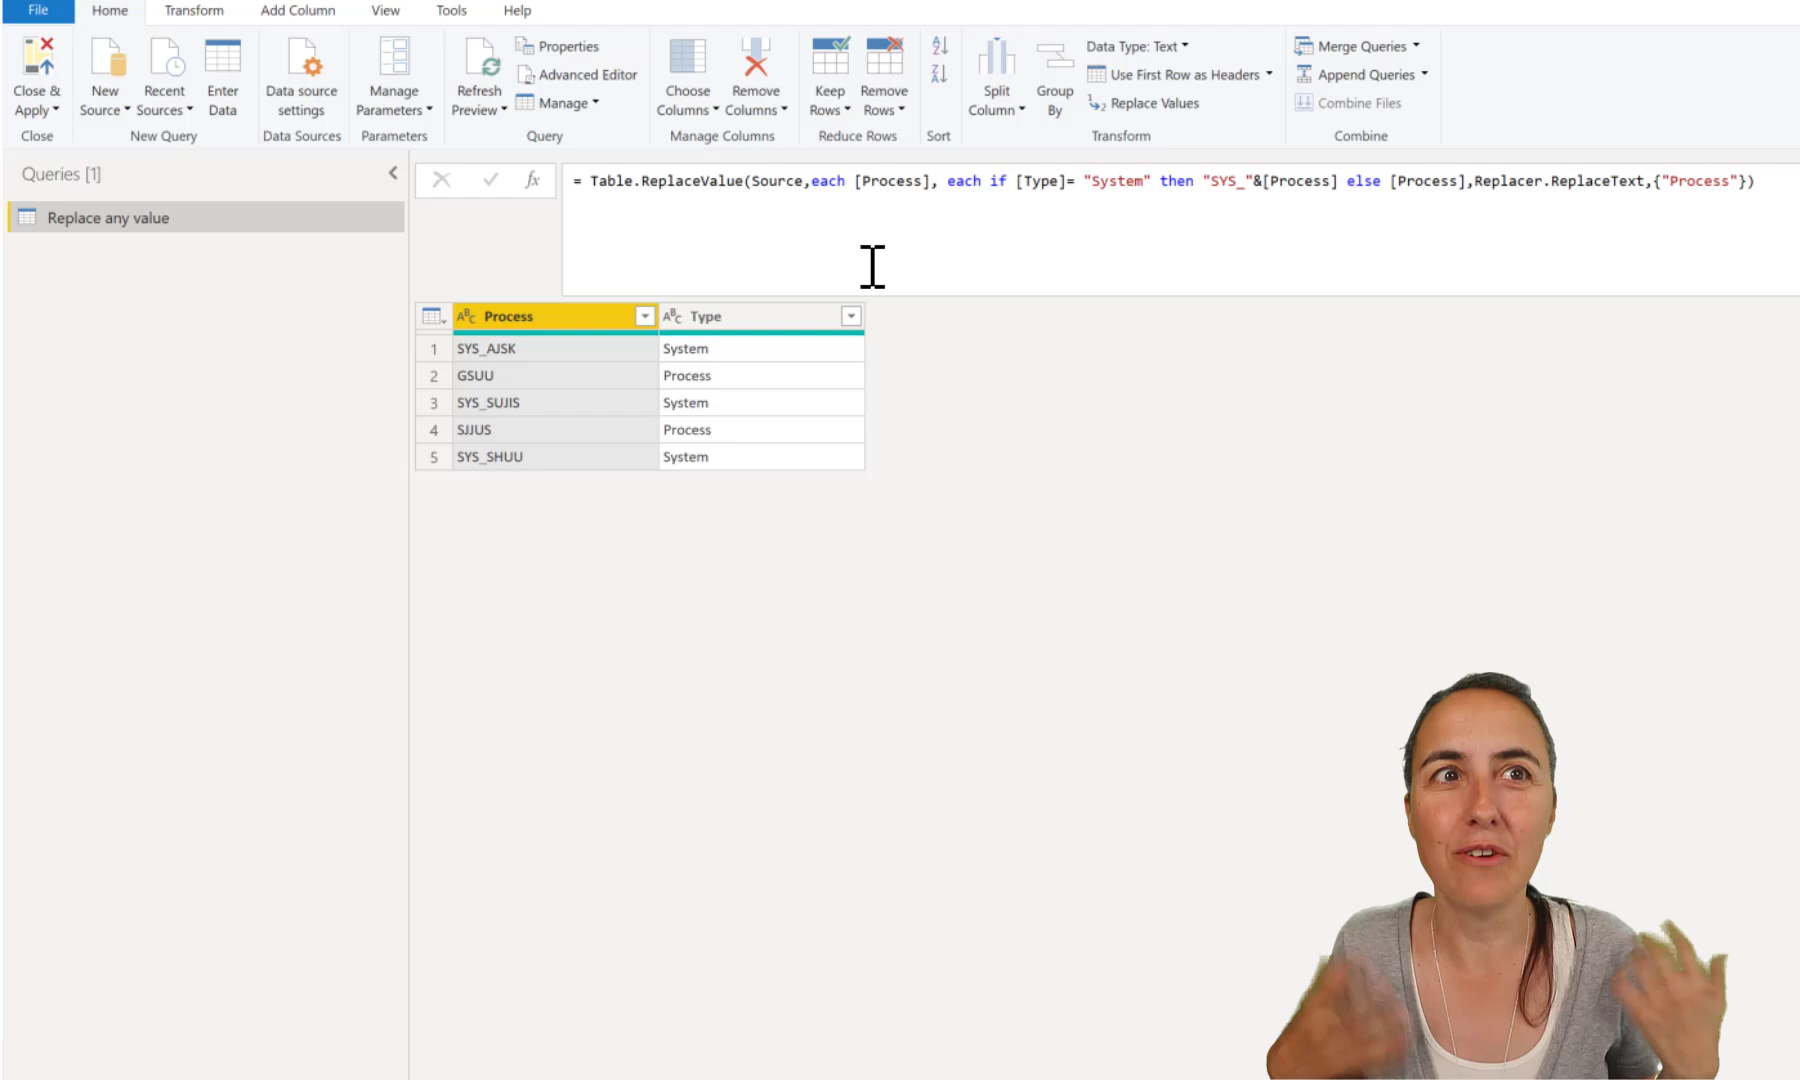 File Home Transform Add Column View Tools Help
Close & Apply
Close
New Source
Recent Sources
Enter Data
New Query
Data source settings
Data Sources
Manage Parameters
Parameters
Refresh Preview
Properties
Advanced Editor
Manage
Query
Choose Columns
Remove Columns
Manage Columns
Keep Rows
Remove Rows
Reduce Rows
Sort
Split Column
Group By
Data Type: Text
Use First Row as Headers
Replace Values
Transform
Merge Queries
Append Queries
Combine Files
Combine
Queries [1]
Replace any value
fx
= Table.ReplaceValue(Source,each [Process], each if [Type]= "System" then "SYS_"&[Process] else [Process],Replacer.ReplaceText,{"Process"})
ABC Process ABC Type
1 SYS_AJSK System
2 GSUU Process
3 SYS_SUJIS System
4 SJJUS Process
5 SYS_SHUU System